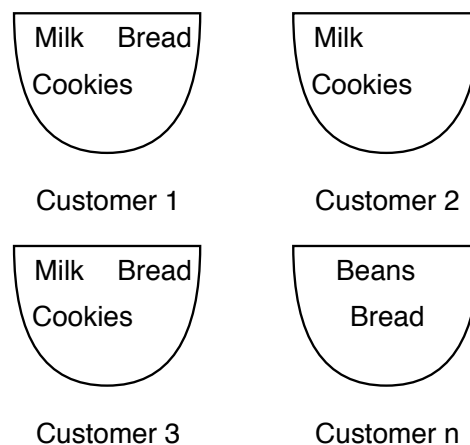 Milk Bread
Cookies
Customer 1
Milk
Cookies
Customer 2
Milk Bread
Cookies
Customer 3
Beans
Bread
Customer n